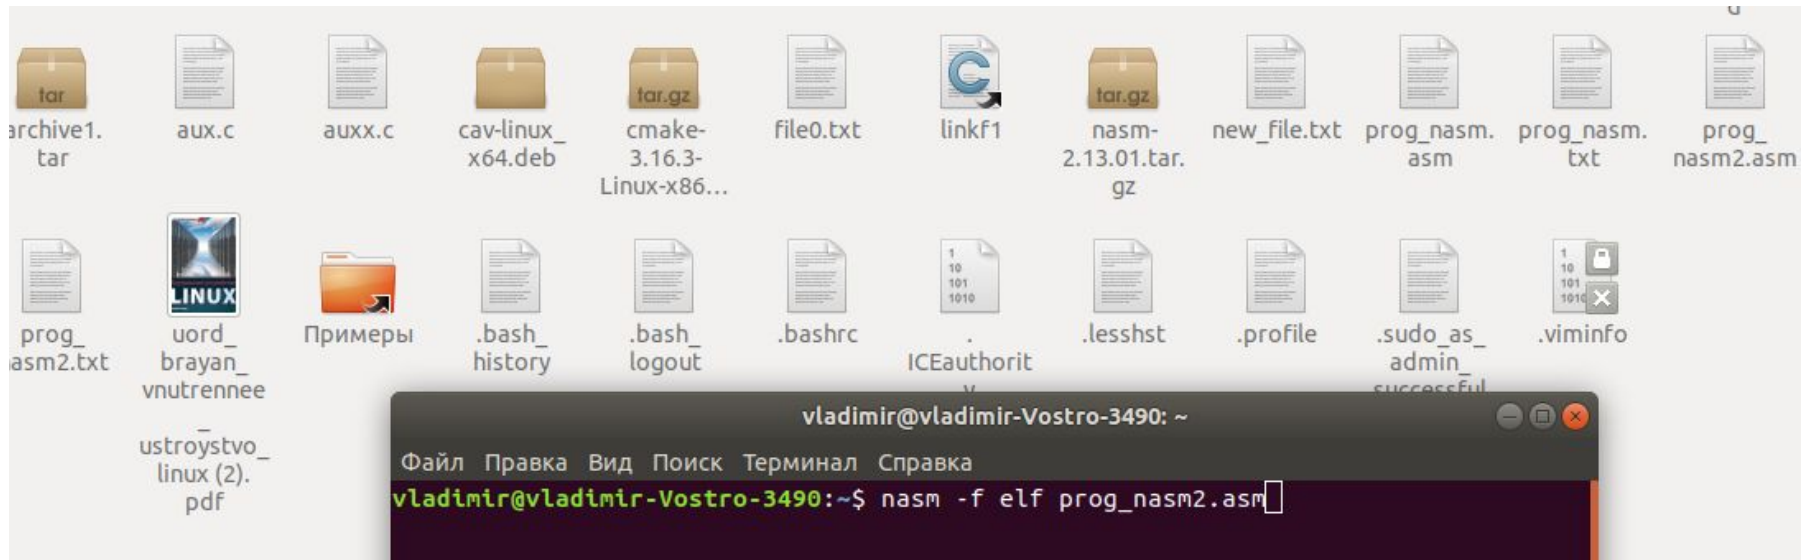 tar
tar.gz
tar.gz
archive1.
tar
aux.c
auxx.c
cav-linux_
x64.deb
cmake-
3.16.3-
Linux-x86...
file0.txt
linkf1
nasm-
2.13.01.tar.
gz
new_file.txt
prog_nasm.
asm
prog_nasm.
txt
prog_
nasm2.asm
LINUX
1
10
101
1010
1
10
101
1010
prog_
nasm2.txt
uord_
brayan_
vnutrennee
_
ustroystvo_
linux (2).
pdf
Примеры
.bash_
history
.bash_
logout
.bashrc
.
ICEauthorit
y
.lesshst
.profile
.sudo_as_
admin_
successful
.viminfo
vladimir@vladimir-Vostro-3490: ~
Файл Правка Вид Поиск Терминал Справка
vladimir@vladimir-Vostro-3490:~$ nasm -f elf prog_nasm2.asm